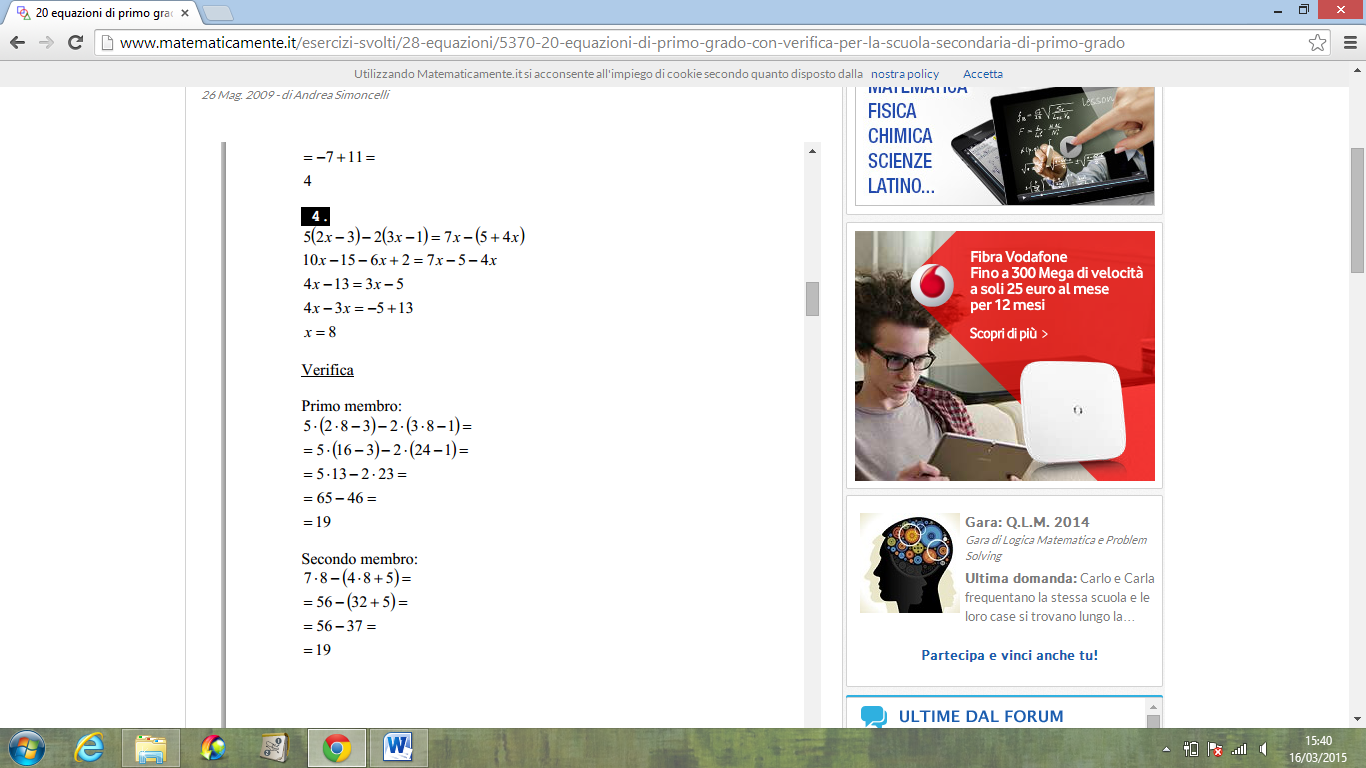 20 equazioni di primo grad
www.matematicamente.it/esercizi-svolti/28-equazioni/5370-20-equazioni-di-primo-grado-con-verifica-per-la-scuola-secondaria-di-primo-grado
Utilizzando Matematicamente.it si acconsente all'impiego di cookie secondo quanto disposto dalla nostra policy Accetta
26 Mag. 2009 - di Andrea Simoncelli
= −7 + 11 =
4
4.
5(2x − 3) − 2(3x − 1) = 7x − (5 + 4x)
10x − 15 − 6x + 2 = 7x − 5 − 4x
4x − 13 = 3x − 5
4x − 3x = −5 + 13
x = 8
Verifica
Primo membro:
5 · (2 · 8 − 3) − 2 · (3 · 8 − 1) =
= 5 · (16 − 3) − 2 · (24 − 1) =
= 5 · 13 − 2 · 23 =
= 65 − 46 =
= 19
Secondo membro:
7 · 8 − (4 · 8 + 5) =
= 56 − (32 + 5) =
= 56 − 37 =
= 19
MATEMATICA
FISICA
CHIMICA
SCIENZE
LATINO...
lesson
Fibra Vodafone
Fino a 300 Mega di velocità
a soli 25 euro al mese
per 12 mesi
Scopri di più >
Gara: Q.L.M. 2014
Gara di Logica Matematica e Problem
Solving
Ultima domanda: Carlo e Carla
frequentano la stessa scuola e le
loro case si trovano lungo la...
Partecipa e vinci anche tu!
ULTIME DAL FORUM
15:40
16/03/2015